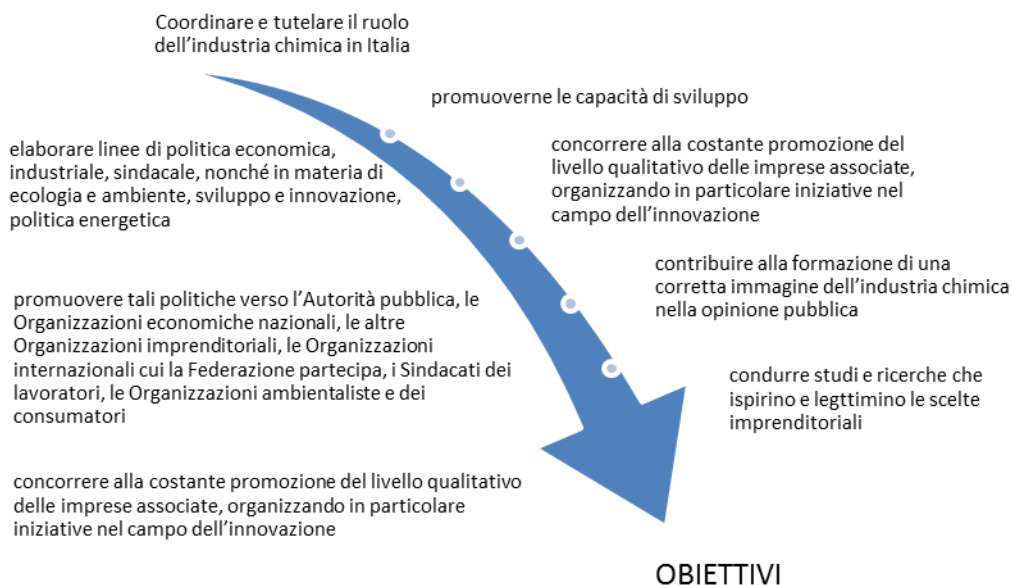 Coordinare e tutelare il ruolo
dell'industria chimica in Italia
promuoverne le capacità di sviluppo
elaborare linee di politica economica,
industriale, sindacale, nonché in materia di
ecologia e ambiente, sviluppo e innovazione,
politica energetica
concorrere alla costante promozione del
livello qualitativo delle imprese associate,
organizzando in particolare iniziative nel
campo dell'innovazione
promuovere tali politiche verso l'Autorità pubblica, le
Organizzazioni economiche nazionali, le altre
Organizzazioni imprenditoriali, le Organizzazioni
internazionali cui la Federazione partecipa, i Sindacati dei
lavoratori, le Organizzazioni ambientaliste e dei
consumatori
contribuire alla formazione di una
corretta immagine dell'industria chimica
nella opinione pubblica
condurre studi e ricerche che
ispirino e legttimino le scelte
imprenditoriali
concorrere alla costante promozione del livello qualitativo
delle imprese associate, organizzando in particolare
iniziative nel campo dell'innovazione
OBIETTIVI